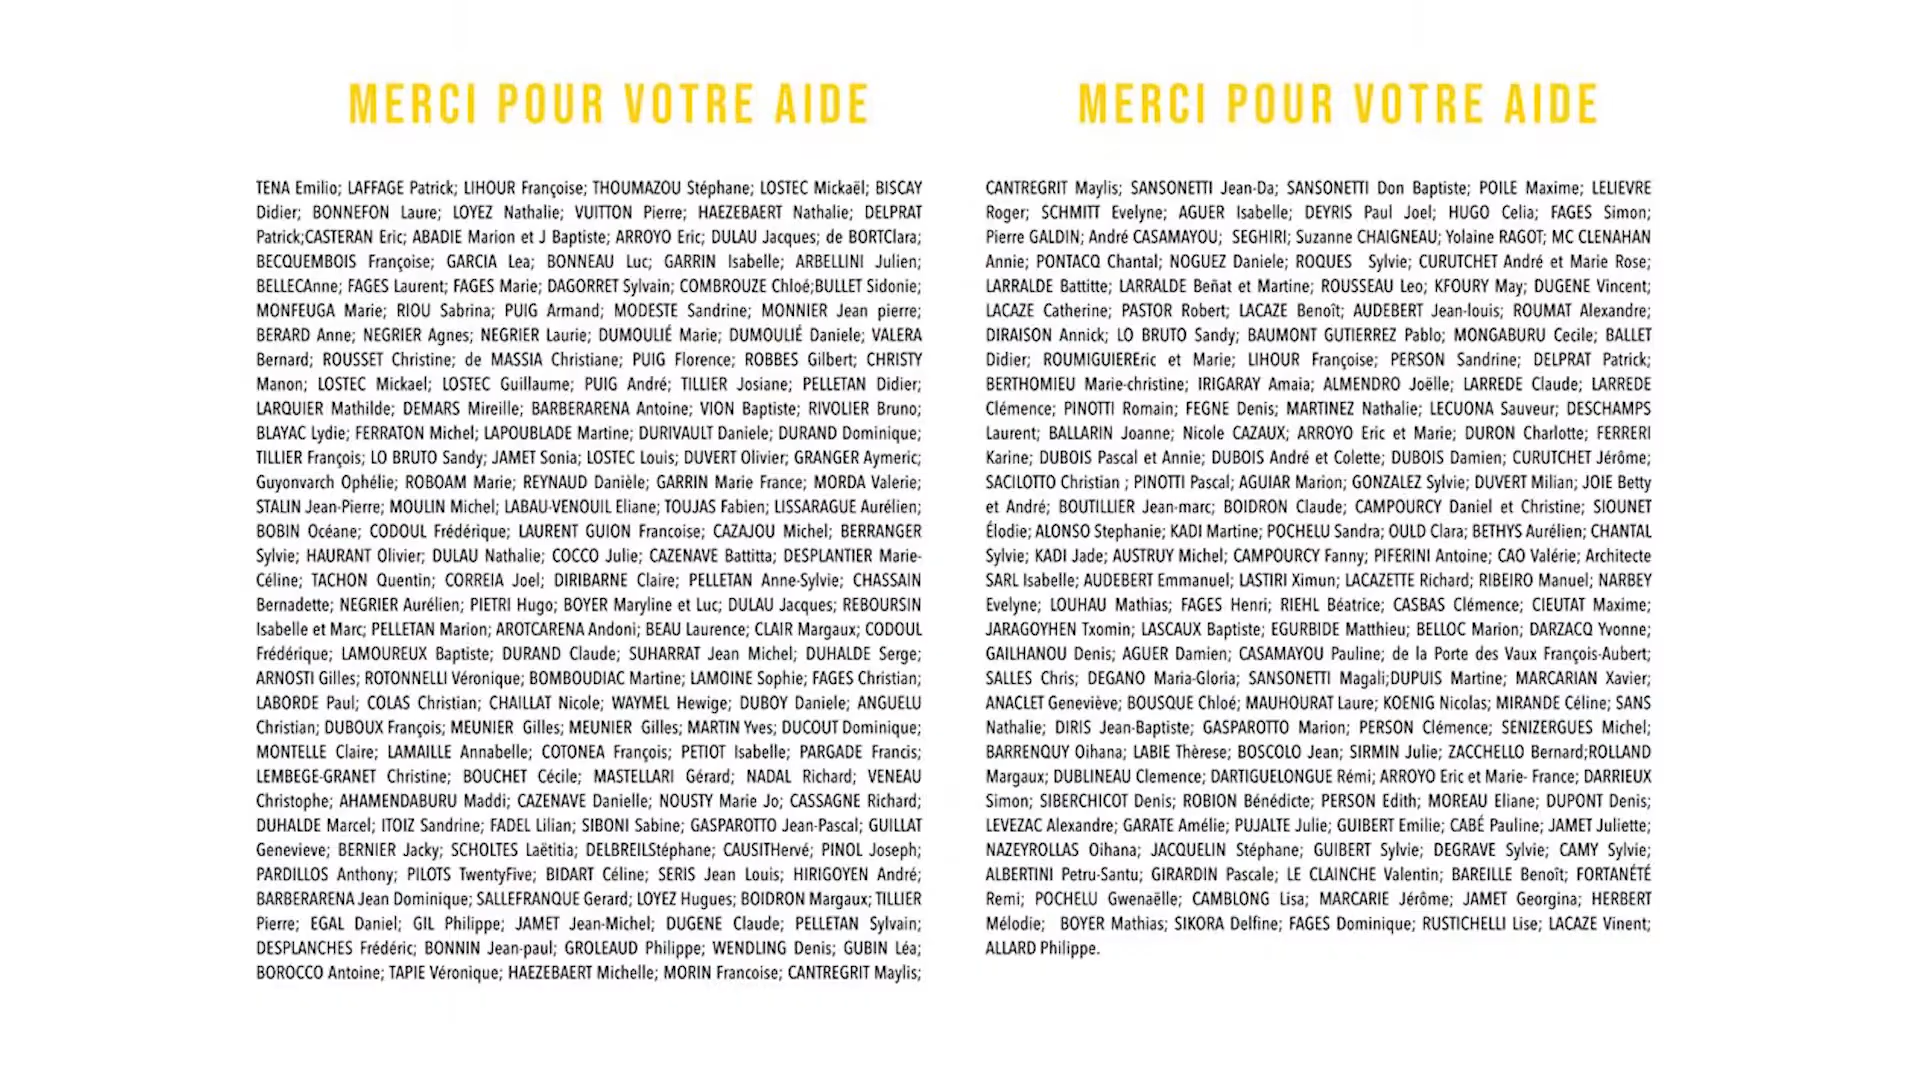 MERCI POUR VOTRE AIDE
TENA Emilio; LAFFAGE Patrick; LIHOUR Françoise; THOUMAZOU Stéphane; LOSTEC Mickaël; BISCAY
Didier; BONNEFON Laure; LOYEZ Nathalie; VUITTON Pierre; HAEZEBAERT Nathalie; DELPRAT
Patrick;CASTERAN Eric; ABADIE Marion et J Baptiste; ARROYO Eric; DULAU Jacques; de BORTClara;
BECQUEMBOIS Françoise; GARCIA Lea; BONNEAU Luc; GARRIN Isabelle; ARBELLINI Julien;
BELLECAnne; FAGES Laurent; FAGES Marie; DAGORRET Sylvain; COMBROUZE Chloé;BULLET Sidonie;
MONFEUGA Marie; RIOU Sabrina; PUIG Armand; MODESTE Sandrine; MONNIER Jean pierre;
BERARD Anne; NEGRIER Agnes; NEGRIER Laurie; DUMOULIÉ Marie; DUMOULIÉ Daniele; VALERA
Bernard; ROUSSET Christine; de MASSIA Christiane; PUIG Florence; ROBBES Gilbert; CHRISTY
Manon; LOSTEC Mickael; LOSTEC Guillaume; PUIG André; TILLIER Josiane; PELLETAN Didier;
LARQUIER Mathilde; DEMARS Mireille; BARBERARENA Antoine; VION Baptiste; RIVOLIER Bruno;
BLAYAC Lydie; FERRATON Michel; LAPOUBLADE Martine; DURIVAULT Daniele; DURAND Dominique;
TILLIER François; LO BRUTO Sandy; JAMET Sonia; LOSTEC Louis; DUVERT Olivier; GRANGER Aymeric;
Guyonvarch Ophélie; ROBOAM Marie; REYNAUD Danièle; GARRIN Marie France; MORDA Valerie;
STALIN Jean-Pierre; MOULIN Michel; LABAU-VENOUIL Eliane; TOUJAS Fabien; LISSARAGUE Aurélien;
BOBIN Océane; CODOUL Frédérique; LAURENT GUION Francoise; CAZAJOU Michel; BERRANGER
Sylvie; HAURANT Olivier; DULAU Nathalie; COCCO Julie; CAZENAVE Battitta; DESPLANTIER Marie-
Céline; TACHON Quentin; CORREIA Joel; DIRIBARNE Claire; PELLETAN Anne-Sylvie; CHASSAIN
Bernadette; NEGRIER Aurélien; PIETRI Hugo; BOYER Maryline et Luc; DULAU Jacques; REBOURSIN
Isabelle et Marc; PELLETAN Marion; AROTCARENA Andoni; BEAU Laurence; CLAIR Margaux; CODOUL
Frédérique; LAMOUREUX Baptiste; DURAND Claude; SUHARRAT Jean Michel; DUHALDE Serge;
ARNOSTI Gilles; ROTONNELLI Véronique; BOMBOUDIAC Martine; LAMOINE Sophie; FAGES Christian;
LABORDE Paul; COLAS Christian; CHAILLAT Nicole; WAYMEL Hewige; DUBOY Daniele; ANGUELU
Christian; DUBOUX François; MEUNIER Gilles; MEUNIER Gilles; MARTIN Yves; DUCOUT Dominique;
MONTELLE Claire; LAMAILLE Annabelle; COTONEA François; PETIOT Isabelle; PARGADE Francis;
LEMBEGE-GRANET Christine; BOUCHET Cécile; MASTELLARI Gérard; NADAL Richard; VENEAU
Christophe; AHAMENDABURU Maddi; CAZENAVE Danielle; NOUSTY Marie Jo; CASSAGNE Richard;
DUHALDE Marcel; ITOIZ Sandrine; FADEL Lilian; SIBONI Sabine; GASPAROTTO Jean-Pascal; GUILLAT
Genevieve; BERNIER Jacky; SCHOLTES Laëtitia; DELBREILStéphane; CAUSITHervé; PINOL Joseph;
PARDILLOS Anthony; PILOTS TwentyFive; BIDART Céline; SERIS Jean Louis; HIRIGOYEN André;
BARBERARENA Jean Dominique; SALLEFRANQUE Gerard; LOYEZ Hugues; BOIDRON Margaux; TILLIER
Pierre; EGAL Daniel; GIL Philippe; JAMET Jean-Michel; DUGENE Claude; PELLETAN Sylvain;
DESPLANCHES Frédéric; BONNIN Jean-paul; GROLEAUD Philippe; WENDLING Denis; GUBIN Léa;
BOROCCO Antoine; TAPIE Véronique; HAEZEBAERT Michelle; MORIN Francoise; CANTREGRIT Maylis;
MERCI POUR VOTRE AIDE
CANTREGRIT Maylis; SANSONETTI Jean-Da; SANSONETTI Don Baptiste; POILE Maxime; LELIEVRE
Roger; SCHMITT Evelyne; AGUER Isabelle; DEYRIS Paul Joel; HUGO Celia; FAGES Simon;
Pierre GALDIN; André CASAMAYOU; SEGHIRI; Suzanne CHAIGNEAU; Yolaine RAGOT; MC CLENAHAN
Annie; PONTACQ Chantal; NOGUEZ Daniele; ROQUES Sylvie; CURUTCHET André et Marie Rose;
LARRALDE Battitte; LARRALDE Beñat et Martine; ROUSSEAU Leo; KFOURY May; DUGENE Vincent;
LACAZE Catherine; PASTOR Robert; LACAZE Benoît; AUDEBERT Jean-louis; ROUMAT Alexandre;
DIRAISON Annick; LO BRUTO Sandy; BAUMONT GUTIERREZ Pablo; MONGABURU Cecile; BALLET
Didier; ROUMIGUIEREric et Marie; LIHOUR Françoise; PERSON Sandrine; DELPRAT Patrick;
BERTHOMIEU Marie-christine; IRIGARAY Amaia; ALMENDRO Joëlle; LARREDE Claude; LARREDE
Clémence; PINOTTI Romain; FEGNE Denis; MARTINEZ Nathalie; LECUONA Sauveur; DESCHAMPS
Laurent; BALLARIN Joanne; Nicole CAZAUX; ARROYO Eric et Marie; DURON Charlotte; FERRERI
Karine; DUBOIS Pascal et Annie; DUBOIS André et Colette; DUBOIS Damien; CURUTCHET Jérôme;
SACILOTTO Christian ; PINOTTI Pascal; AGUIAR Marion; GONZALEZ Sylvie; DUVERT Milian; JOIE Betty
et André; BOUTILLIER Jean-marc; BOIDRON Claude; CAMPOURCY Daniel et Christine; SIOUNET
Élodie; ALONSO Stephanie; KADI Martine; POCHELU Sandra; OULD Clara; BETHYS Aurélien; CHANTAL
Sylvie; KADI Jade; AUSTRUY Michel; CAMPOURCY Fanny; PIFERINI Antoine; CAO Valérie; Architecte
SARL Isabelle; AUDEBERT Emmanuel; LASTIRI Ximun; LACAZETTE Richard; RIBEIRO Manuel; NARBEY
Evelyne; LOUHAU Mathias; FAGES Henri; RIEHL Béatrice; CASBAS Clémence; CIEUTAT Maxime;
JARAGOYHEN Txomin; LASCAUX Baptiste; EGURBIDE Matthieu; BELLOC Marion; DARZACQ Yvonne;
GAILHANOU Denis; AGUER Damien; CASAMAYOU Pauline; de la Porte des Vaux François-Aubert;
SALLES Chris; DEGANO Maria-Gloria; SANSONETTI Magali;DUPUIS Martine; MARCARIAN Xavier;
ANACLET Geneviève; BOUSQUE Chloé; MAUHOURAT Laure; KOENIG Nicolas; MIRANDE Céline; SANS
Nathalie; DIRIS Jean-Baptiste; GASPAROTTO Marion; PERSON Clémence; SENIZERGUES Michel;
BARRENQUY Oihana; LABIE Thèrese; BOSCOLO Jean; SIRMIN Julie; ZACCHELLO Bernard;ROLLAND
Margaux; DUBLINEAU Clemence; DARTIGUELONGUE Rémi; ARROYO Eric et Marie- France; DARRIEUX
Simon; SIBERCHICOT Denis; ROBION Bénédicte; PERSON Edith; MOREAU Eliane; DUPONT Denis;
LEVEZAC Alexandre; GARATE Amélie; PUJALTE Julie; GUIBERT Emilie; CABÉ Pauline; JAMET Juliette;
NAZEYROLLAS Oihana; JACQUELIN Stéphane; GUIBERT Sylvie; DEGRAVE Sylvie; CAMY Sylvie;
ALBERTINI Petru-Santu; GIRARDIN Pascale; LE CLAINCHE Valentin; BAREILLE Benoît; FORTANÉTÉ
Remi; POCHELU Gwenaëlle; CAMBLONG Lisa; MARCARIE Jérôme; JAMET Georgina; HERBERT
Mélodie; BOYER Mathias; SIKORA Delfine; FAGES Dominique; RUSTICHELLI Lise; LACAZE Vinent;
ALLARD Philippe.